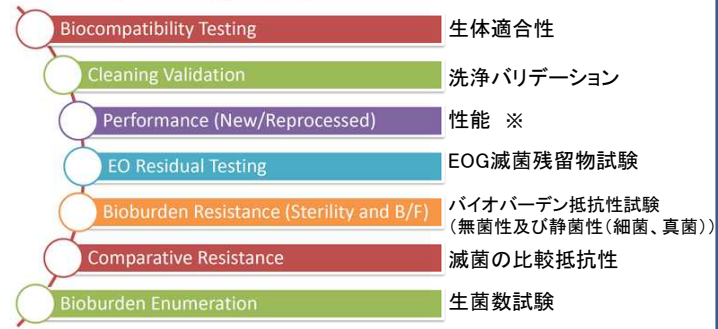 Biocompatibility Testing 生体適合性
Cleaning Validation 洗浄バリデーション
Performance (New/Reprocessed) 性能 ※
EO Residual Testing EOG滅菌残留物試験
Bioburden Resistance (Sterility and B/F) バイオバーデン抵抗性試験
(無菌性及び静菌性(細菌、真菌))
Comparative Resistance 滅菌の比較抵抗性
Bioburden Enumeration 生菌数試験